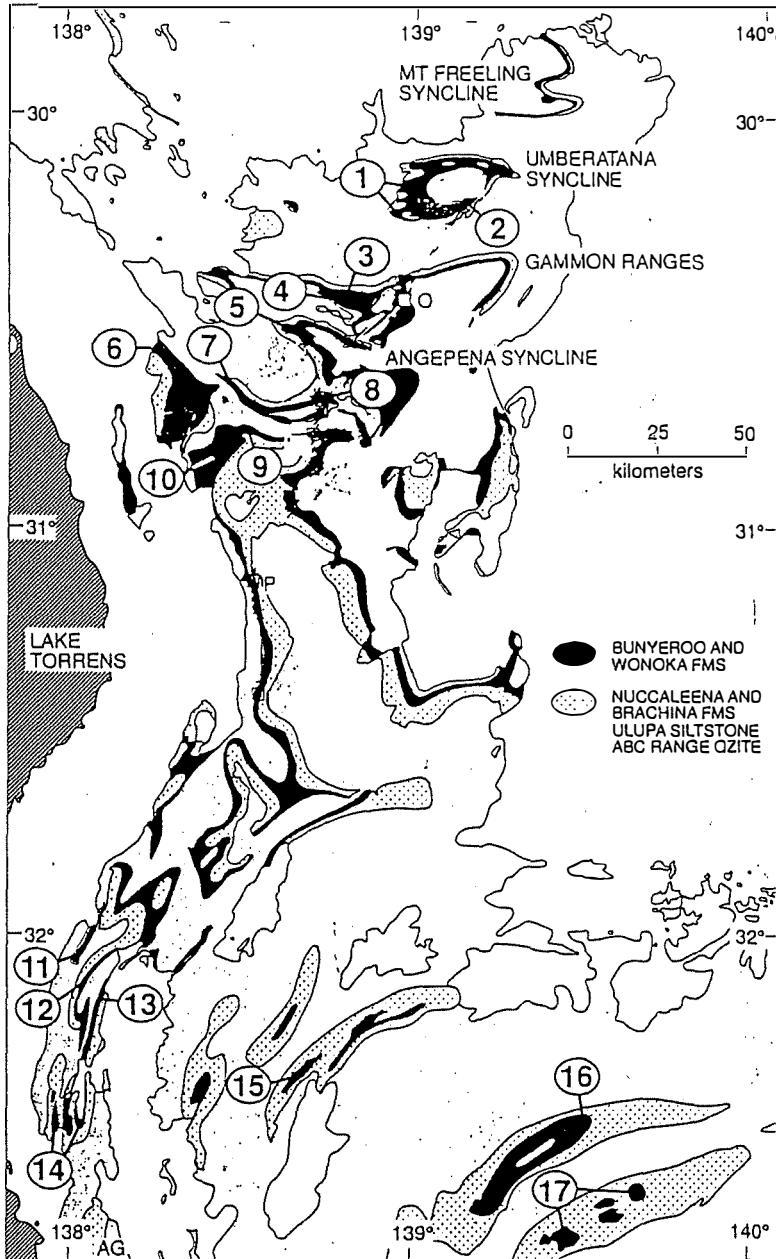 138°
139°
140°
MT FREELING
SYNCLINE
30°
30°
UMBERATANA
SYNCLINE
1
2
GAMMON RANGES
3
4
5
O
6
7
ANGEPENA SYNCLINE
8
0 25 50
kilometers
10
9
31°
31°
P
LAKE
TORRENS
BUNYEROO AND
WONOKA FMS
NUCCALEENA AND
BRACHINA FMS
ULUPA SILTSTONE
ABC RANGE QZITE
32°
32°
11
12
13
15
16
14
17
138°
139°
140°
AG